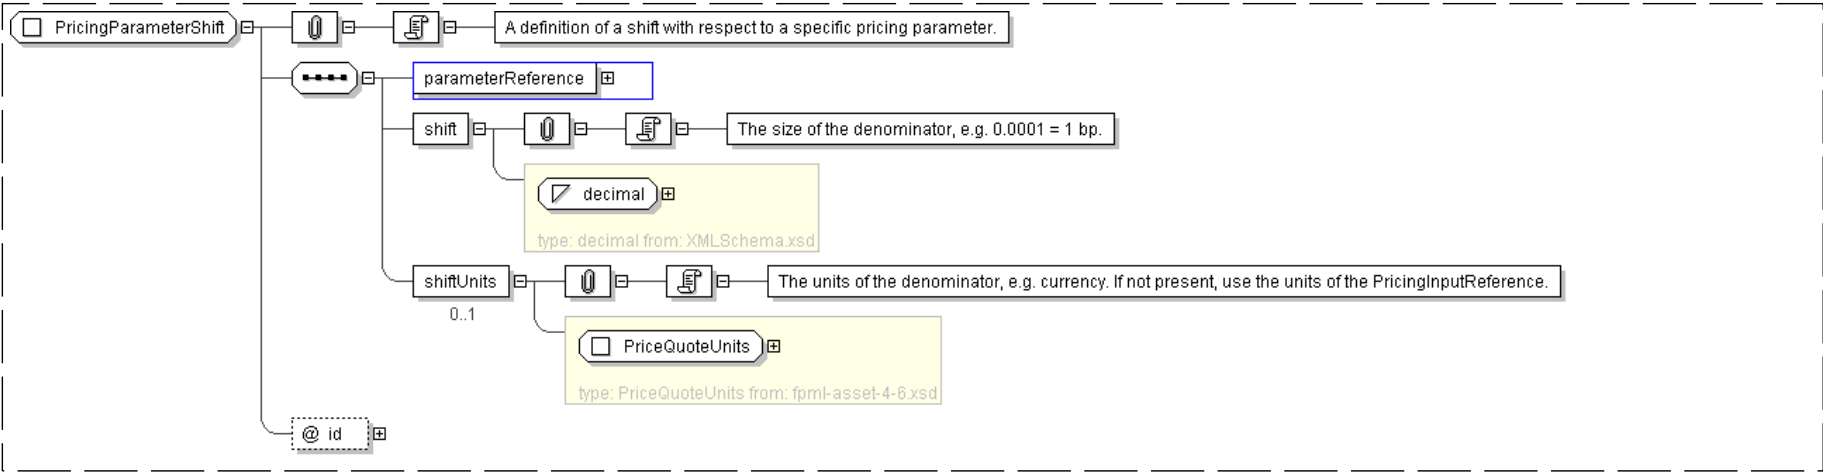 PricingParameterShift
A definition of a shift with respect to a specific pricing parameter.
parameterReference
shift
The size of the denominator, e.g. 0.0001 = 1 bp.
decimal
type: decimal from: XMLSchema.xsd
shiftUnits
The units of the denominator, e.g. currency. If not present, use the units of the PricingInputReference.
0..1
PriceQuoteUnits
type: PriceQuoteUnits from: fpml-asset-4-6.xsd
@ id